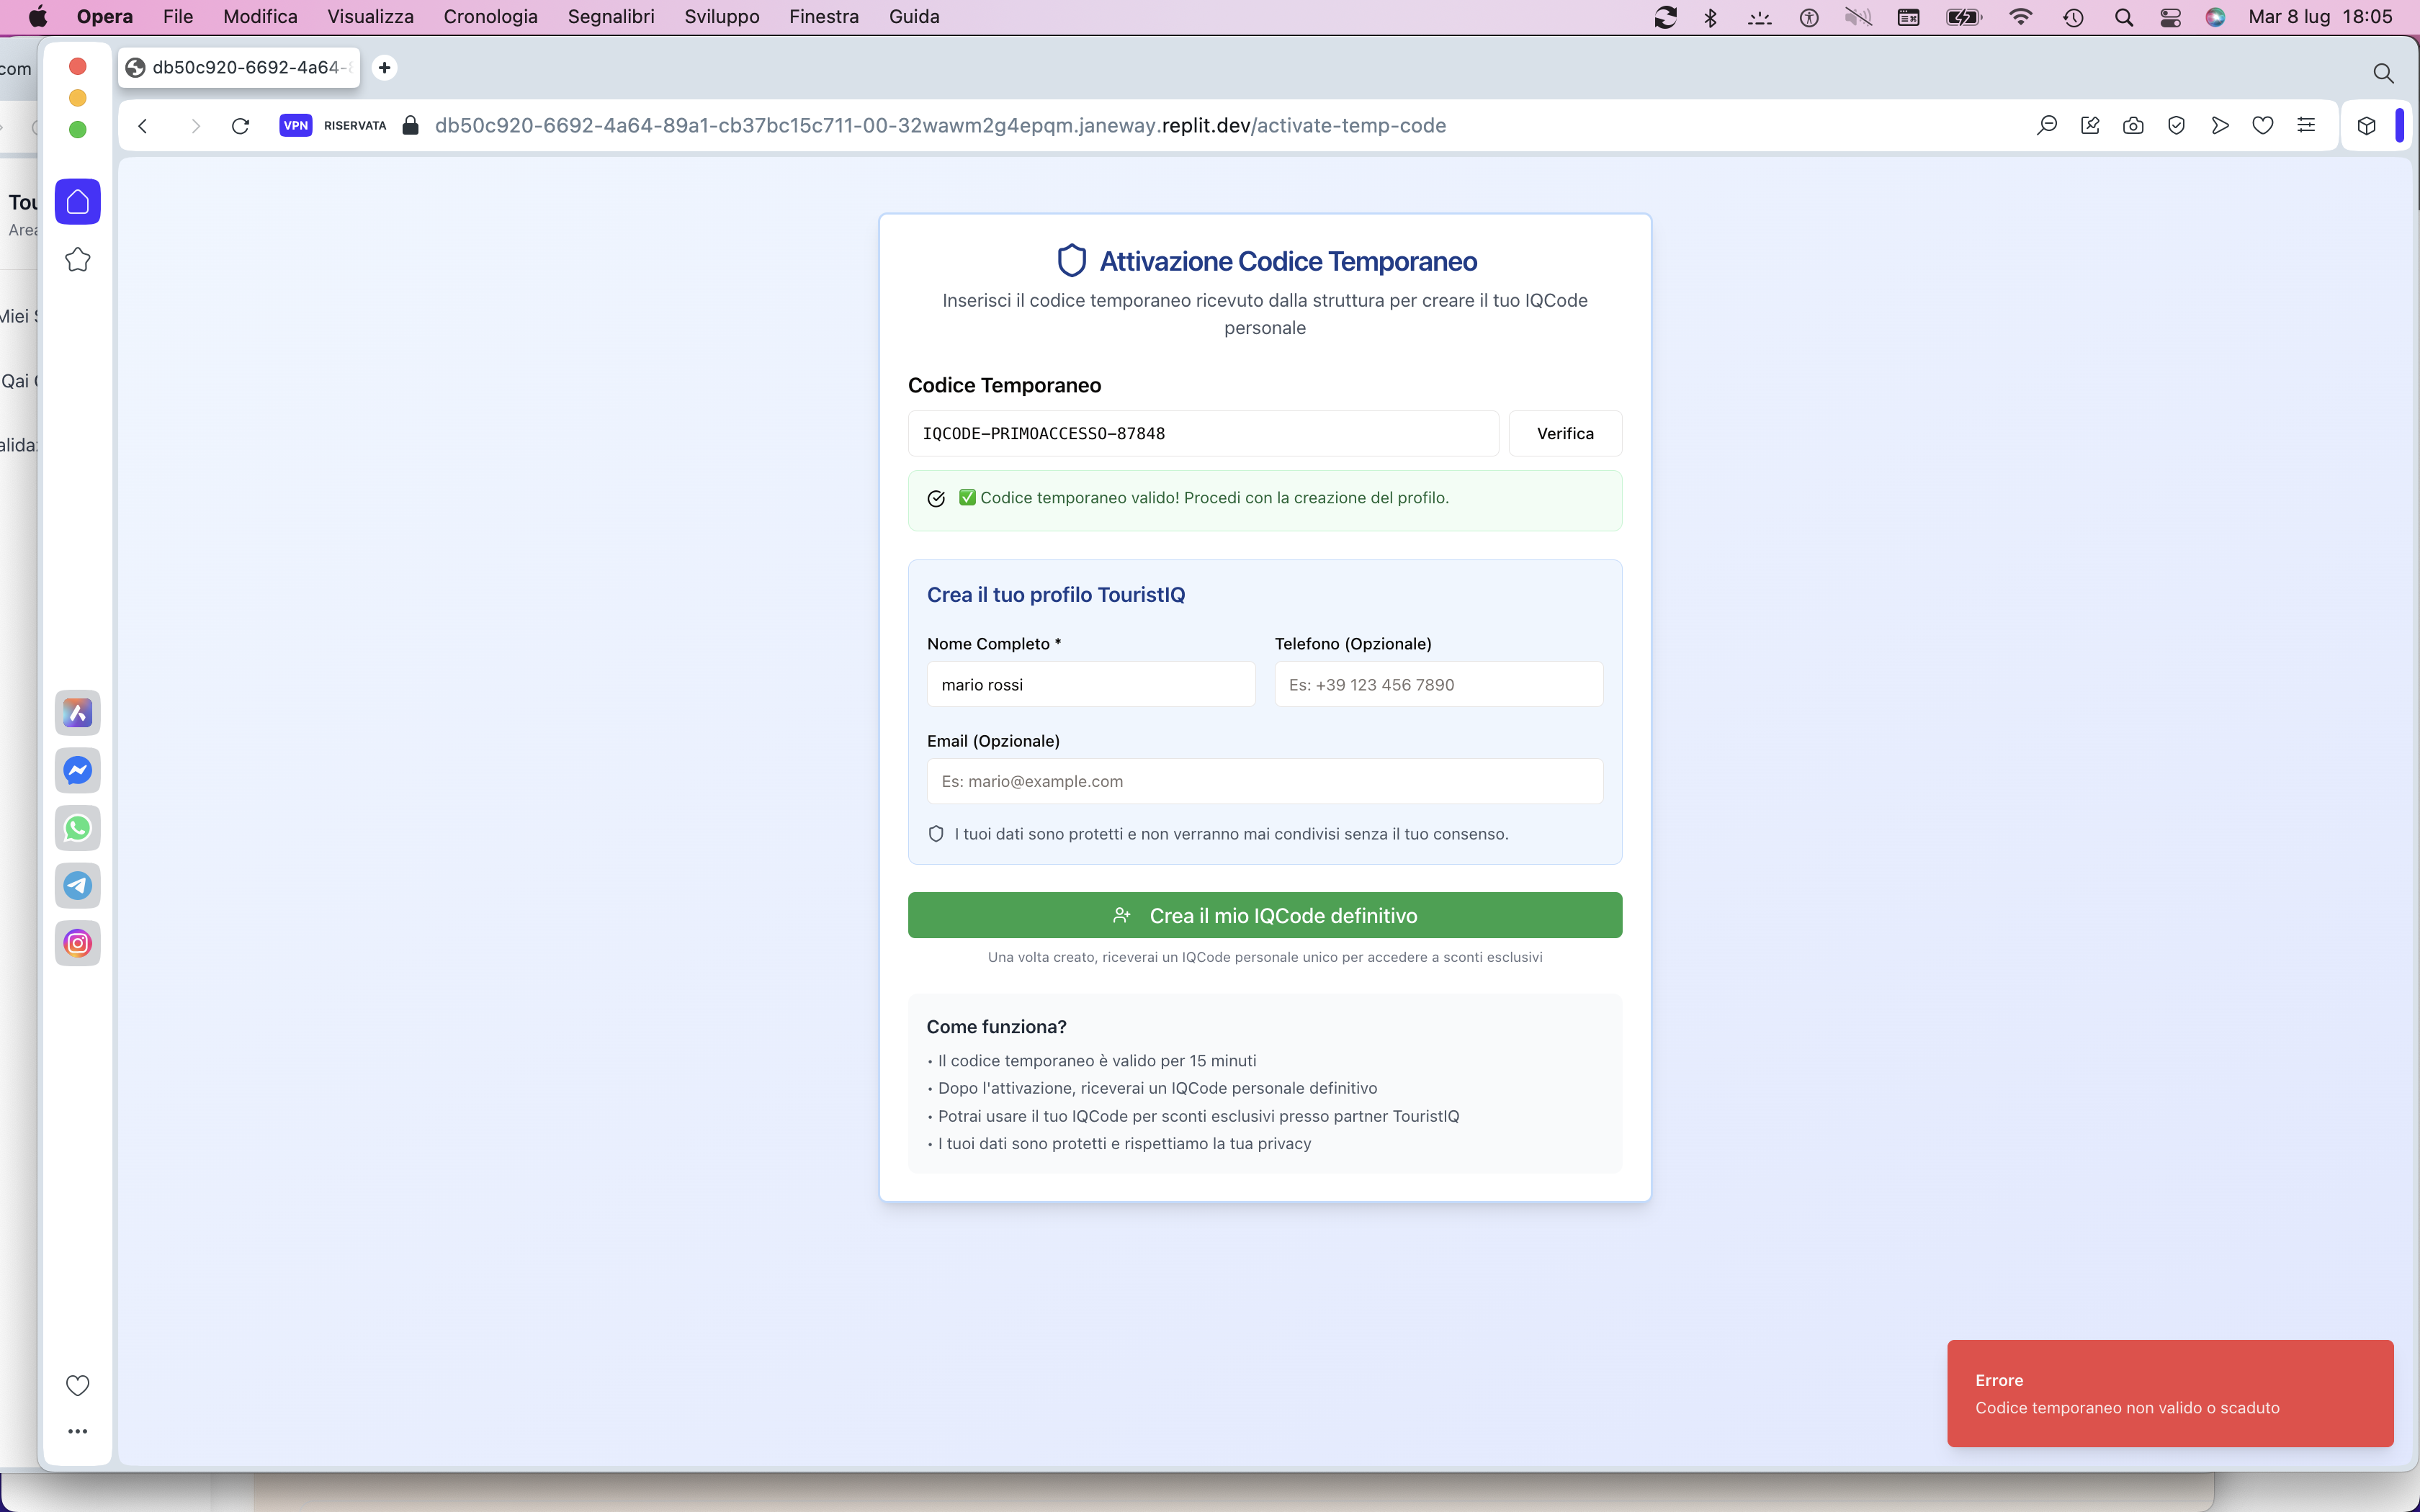 Opera File Modifica Visualizza Cronologia Segnalibri Sviluppo Finestra Guida Mar 8 lug 18:05
com
db50c920-6692-4a64-
VPN RISERVATA db50c920-6692-4a64-89a1-cb37bc15c711-00-32wawm2g4epqm.janeway.replit.dev/activate-temp-code
Tou
Area
Miei S
Qai
alidaz
Attivazione Codice Temporaneo
Inserisci il codice temporaneo ricevuto dalla struttura per creare il tuo IQCode
personale
Codice Temporaneo
IQCODE-PRIMOACCESSO-87848
Verifica
✅ Codice temporaneo valido! Procedi con la creazione del profilo.
Crea il tuo profilo TouristIQ
Nome Completo * Telefono (Opzionale)
mario rossi Es: +39 123 456 7890
Email (Opzionale)
Es: mario@example.com
I tuoi dati sono protetti e non verranno mai condivisi senza il tuo consenso.
Crea il mio IQCode definitivo
Una volta creato, riceverai un IQCode personale unico per accedere a sconti esclusivi
Come funziona?
• Il codice temporaneo è valido per 15 minuti
• Dopo l'attivazione, riceverai un IQCode personale definitivo
• Potrai usare il tuo IQCode per sconti esclusivi presso partner TouristIQ
• I tuoi dati sono protetti e rispettiamo la tua privacy
Errore
Codice temporaneo non valido o scaduto